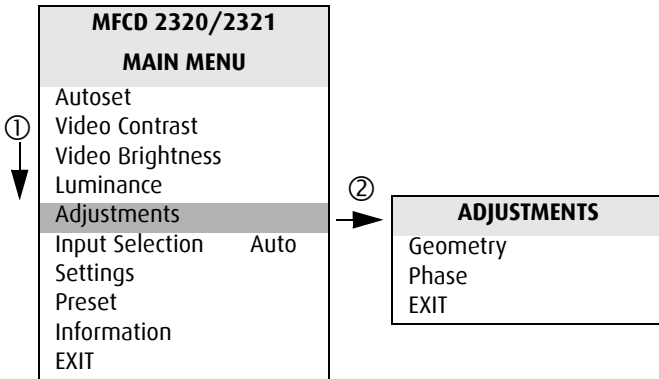 MFCD 2320/2321
MAIN MENU
Autoset
① Video Contrast
Video Brightness
Luminance
②
Adjustments
Input Selection Auto
Settings
Preset
Information
EXIT
ADJUSTMENTS
Geometry
Phase
EXIT